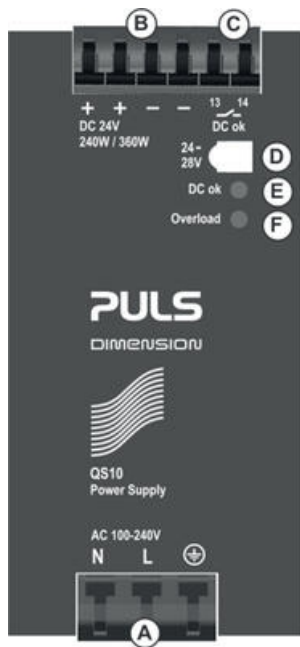 B C
+ + − − 13 14
DC 24V DC ok
240W / 360W
24-
28V D
DC ok E
Overload F
PULS
DIMENSION
QS10
Power Supply
AC 100-240V
N L
A